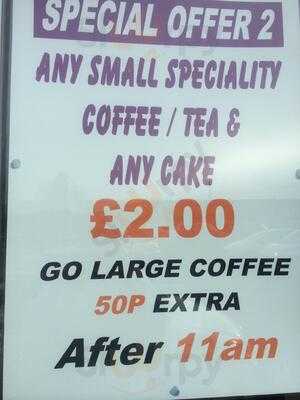 SPECIAL OFFER 2
ANY SMALL SPECIALITY
COFFEE / TEA &
ANY CAKE
£2.00
GO LARGE COFFEE
50P EXTRA
After 11am